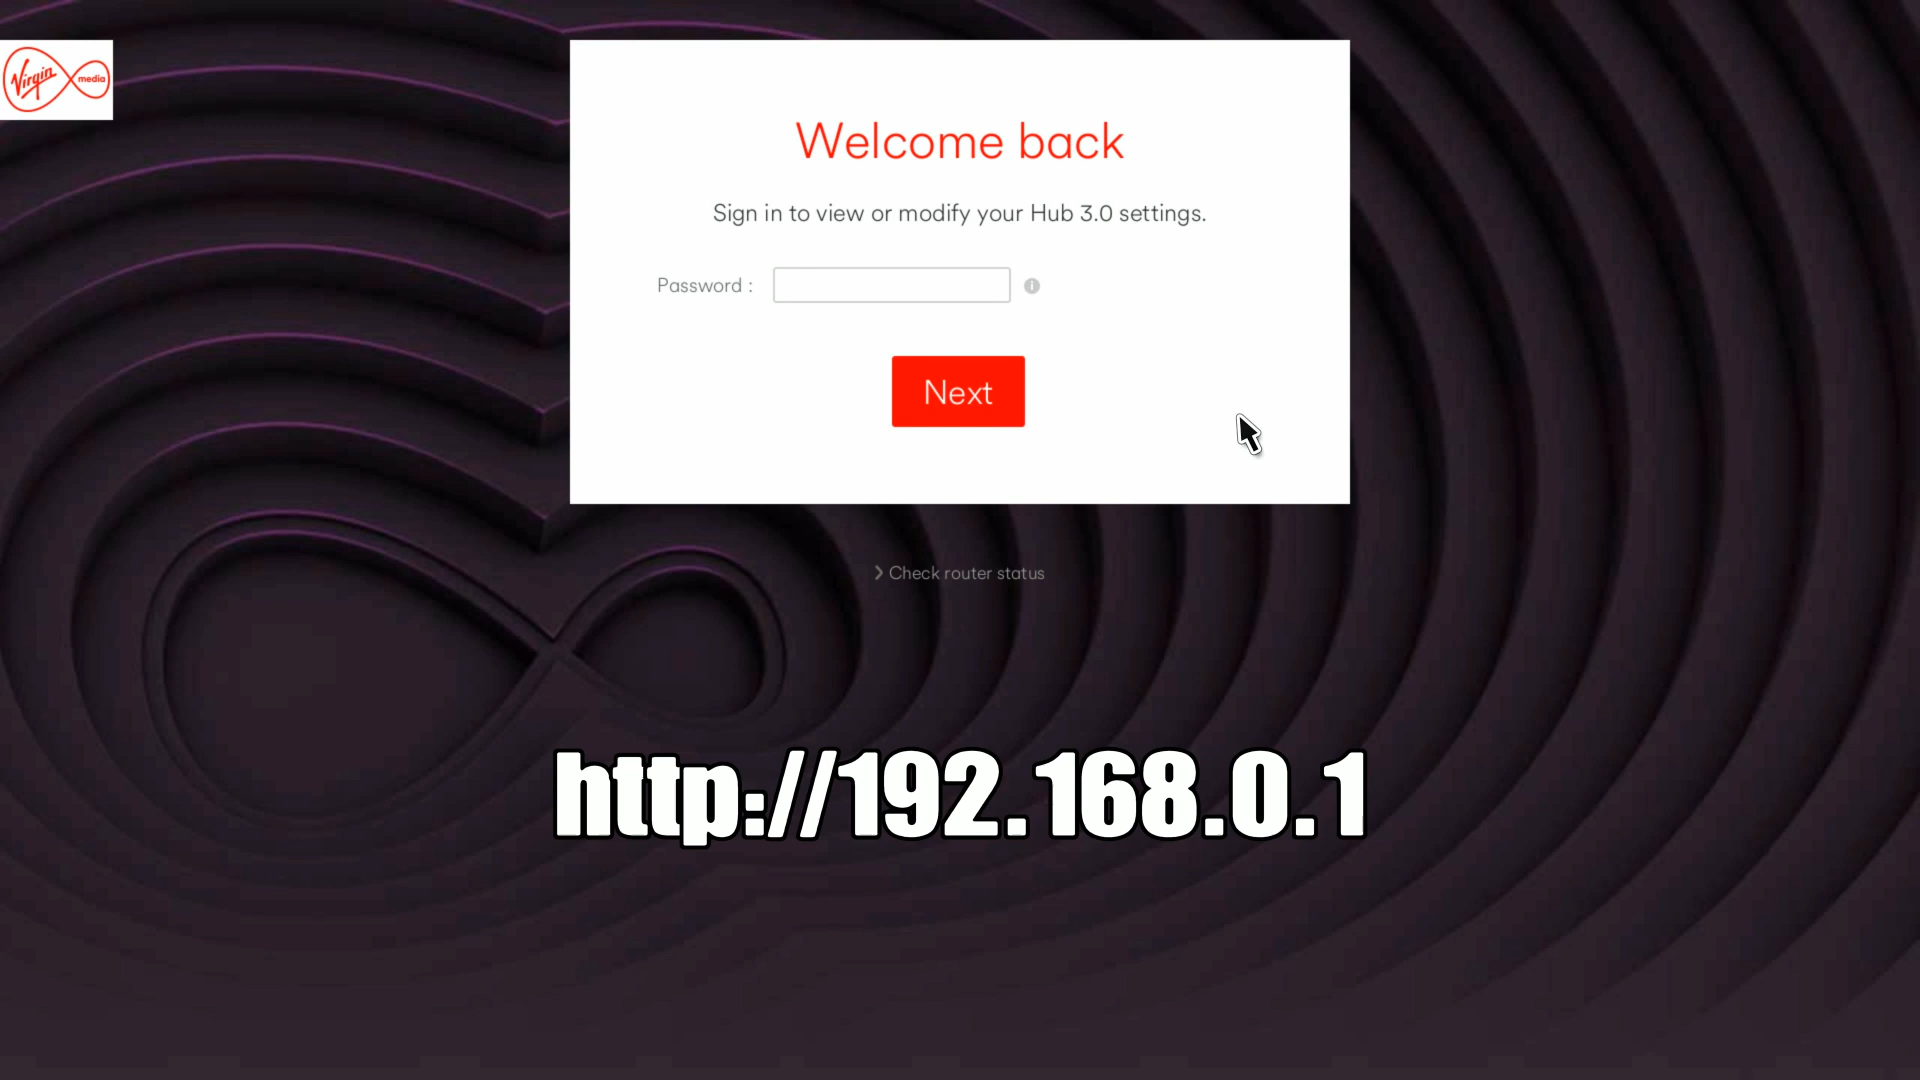 Virgin media
Welcome back
Sign in to view or modify your Hub 3.0 settings.
Password :
i
Next
Check router status
http://192.168.0.1